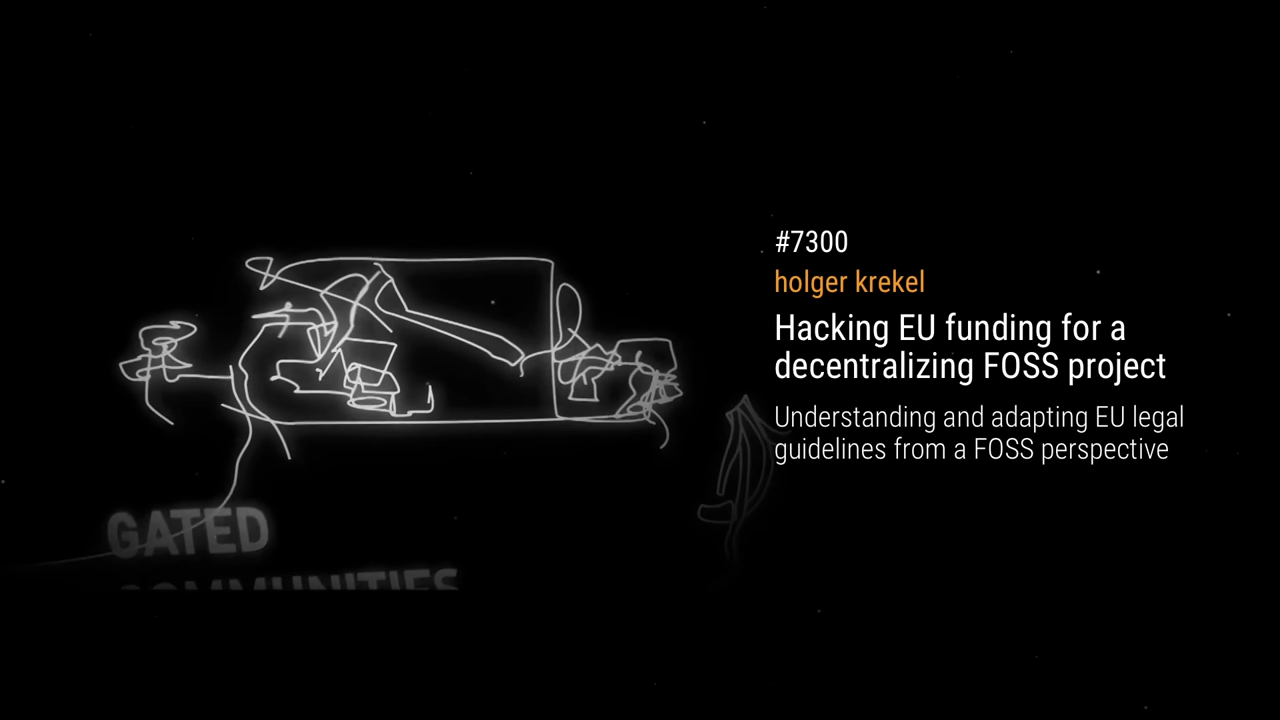 #7300
holger krekel
Hacking EU funding for a
decentralizing FOSS project
Understanding and adapting EU legal
guidelines from a FOSS perspective
GATED
COMMUNITIES